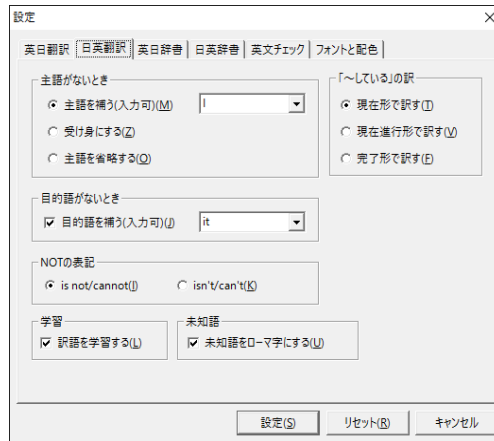 設定
英日翻訳 日英翻訳 英日辞書 日英辞書 英文チェック フォントと配色
主語がないとき
主語を補う(入力可)(M) I
受け身にする(Z)
主語を省略する(O)
「～している」の訳
現在形で訳す(T)
現在進行形で訳す(V)
完了形で訳す(F)
目的語がないとき
目的語を補う(入力可)(J) it
NOTの表記
is not/cannot(I) isn't/can't(K)
学習
訳語を学習する(L)
未知語
未知語をローマ字にする(U)
設定(S) リセット(R) キャンセル